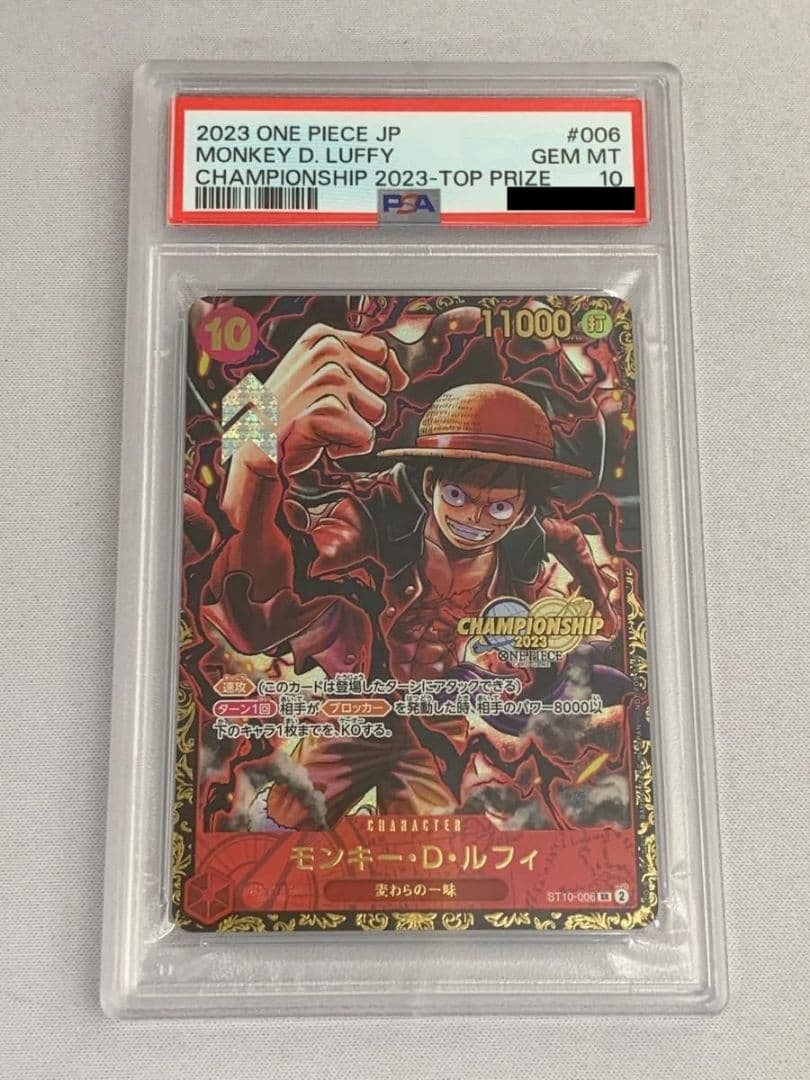 2023 ONE PIECE JP #006
MONKEY D. LUFFY GEM MT
CHAMPIONSHIP 2023-TOP PRIZE 10
PSA
10
11000 打
CHAMPIONSHIP
2023
ONE PIECE
CARD GAME
速攻 (このカードは登場したターンにアタックできる)
ターン1回 相手が ブロッカー を発動した時、相手のパワー8000以
下のキャラ1枚までを、KOする。
CHARACTER
モンキー・D・ルフィ
麦わらの一味
ST10-006 SR 2